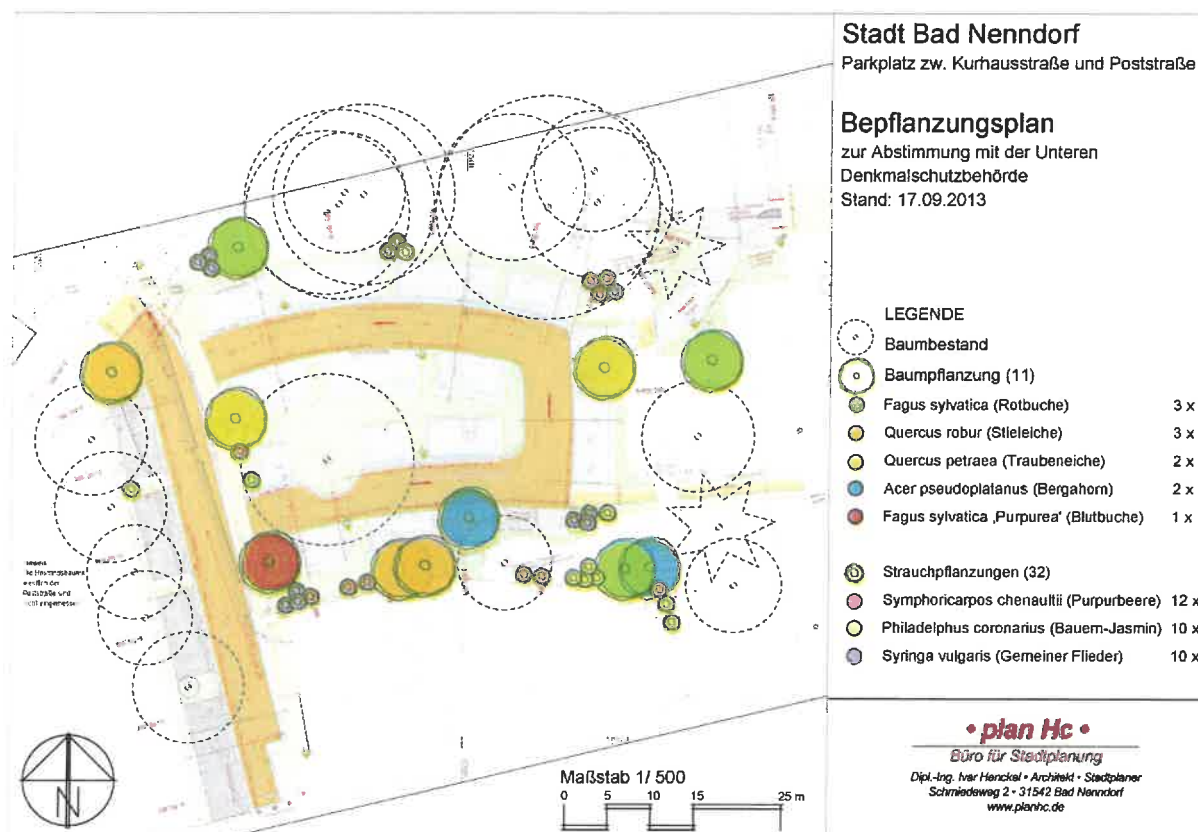 Stadt Bad Nenndorf
Parkplatz zw. Kurhausstraße und Poststraße
Bepflanzungsplan
zur Abstimmung mit der Unteren
Denkmalschutzbehörde
Stand: 17.09.2013
LEGENDE
Baumbestand
Baumpflanzung (11)
Fagus sylvatica (Rotbuche) 3 x
Quercus robur (Stieleiche) 3 x
Quercus petraea (Traubeneiche) 2 x
Acer pseudoplatanus (Bergahorn) 2 x
Fagus sylvatica ‚Purpurea' (Blutbuche) 1 x
Strauchpflanzungen (32)
Symphoricarpos chenaultii (Purpurbeere) 12 x
Philadelphus coronarius (Bauern-Jasmin) 10 x
Syringa vulgaris (Gemeiner Flieder) 10 x
• plan Hc •
Büro für Stadtplanung
Dipl.-Ing. Ivar Henckel • Architekt • Stadtplaner
Schmiedeweg 2 • 31542 Bad Nenndorf
www.planhc.de
Maßstab 1/ 500
0 5 10 15 25 m
N